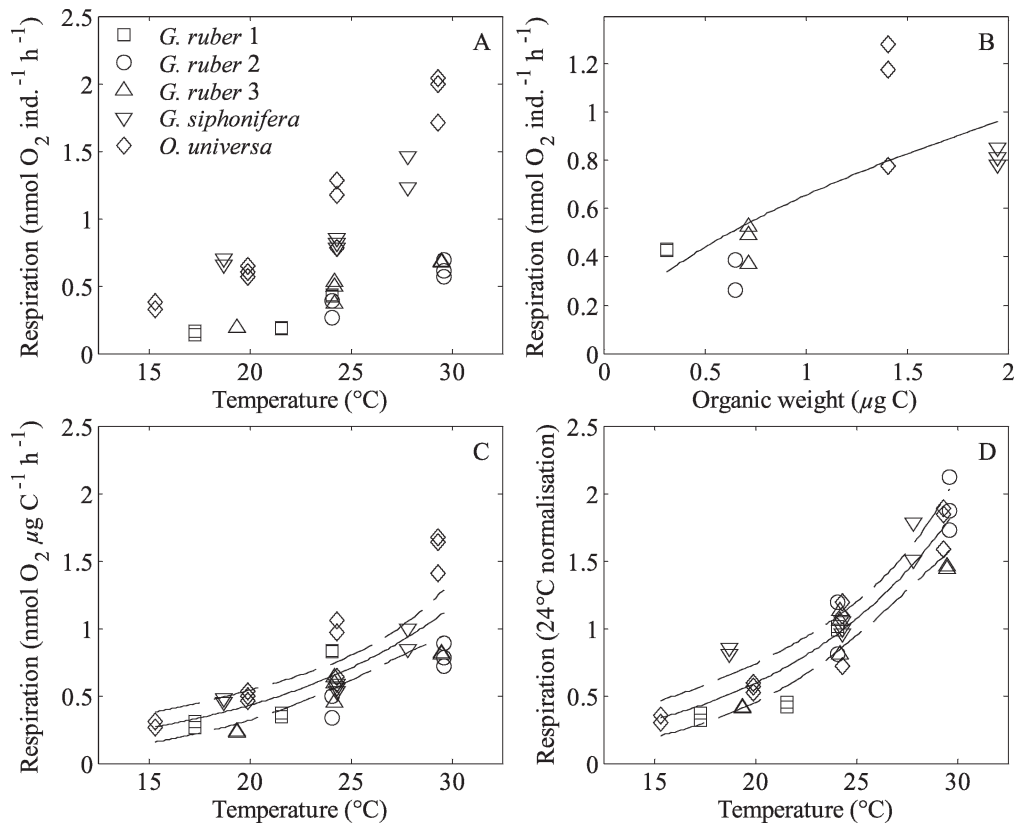 A
G. ruber 1
G. ruber 2
G. ruber 3
G. siphonifera
O. universa
Respiration (nmol O2 ind.-1 h-1)
2.5
2
1.5
1
0.5
0
15 20 25 30
Temperature (°C)
B
Respiration (nmol O2 ind.-1 h-1)
1.2
1
0.8
0.6
0.4
0.2
0
0 0.5 1 1.5 2
Organic weight (µg C)
C
Respiration (nmol O2 µg C−1 h−1)
2.5
2
1.5
1
0.5
0
15 20 25 30
Temperature (°C)
D
Respiration (24°C normalisation)
2.5
2
1.5
1
0.5
0
15 20 25 30
Temperature (°C)